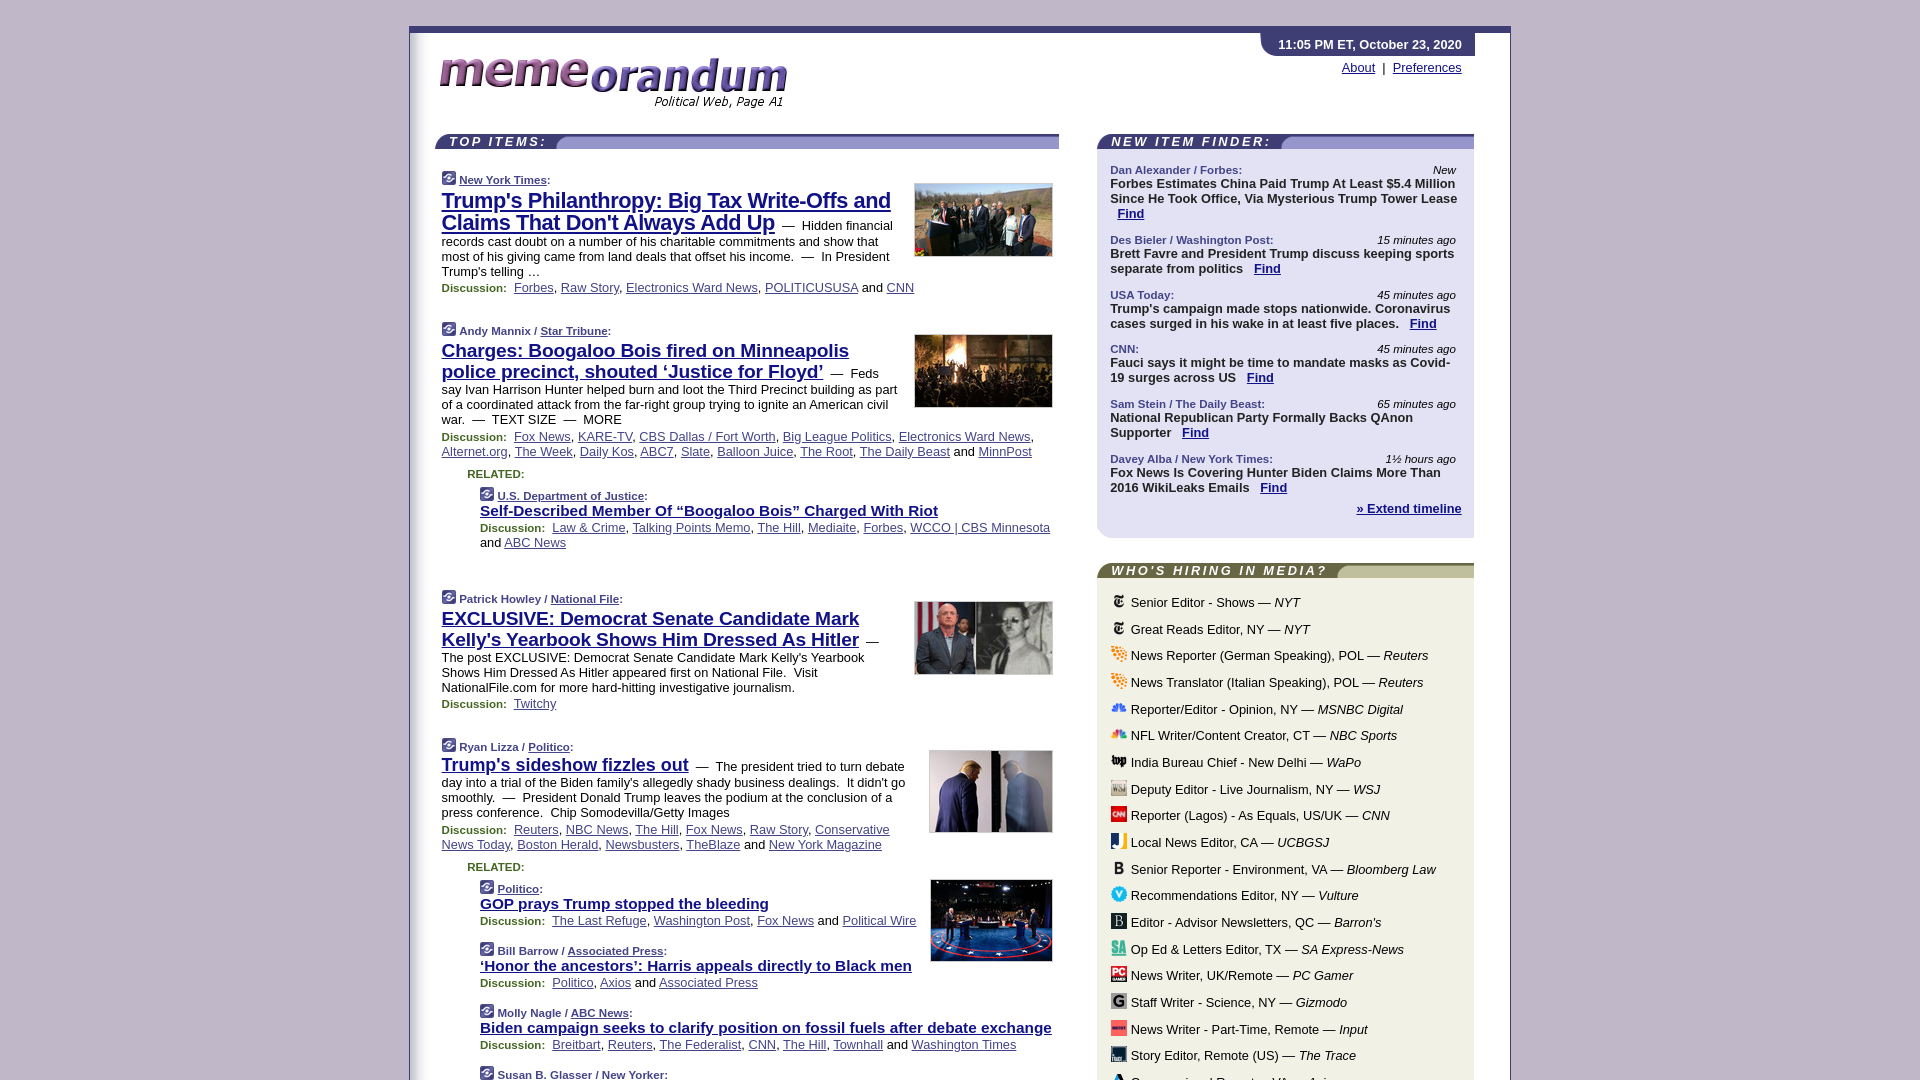 11:05 PM ET, October 23, 2020
memeorandum
Political Web, Page A1
About | Preferences
TOP ITEMS:
New York Times:
Trump's Philanthropy: Big Tax Write-Offs and
Claims That Don't Always Add Up — Hidden financial
records cast doubt on a number of his charitable commitments and show that
most of his giving came from land deals that offset his income. — In President
Trump's telling …
Discussion: Forbes, Raw Story, Electronics Ward News, POLITICUSUSA and CNN
Andy Mannix / Star Tribune:
Charges: Boogaloo Bois fired on Minneapolis
police precinct, shouted ‘Justice for Floyd’ — Feds
say Ivan Harrison Hunter helped burn and loot the Third Precinct building as part
of a coordinated attack from the far-right group trying to ignite an American civil
war. — TEXT SIZE — MORE
Discussion: Fox News, KARE-TV, CBS Dallas / Fort Worth, Big League Politics, Electronics Ward News,
Alternet.org, The Week, Daily Kos, ABC7, Slate, Balloon Juice, The Root, The Daily Beast and MinnPost
RELATED:
U.S. Department of Justice:
Self-Described Member Of “Boogaloo Bois” Charged With Riot
Discussion: Law & Crime, Talking Points Memo, The Hill, Mediaite, Forbes, WCCO | CBS Minnesota
and ABC News
Patrick Howley / National File:
EXCLUSIVE: Democrat Senate Candidate Mark
Kelly's Yearbook Shows Him Dressed As Hitler —
The post EXCLUSIVE: Democrat Senate Candidate Mark Kelly's Yearbook
Shows Him Dressed As Hitler appeared first on National File. Visit
NationalFile.com for more hard-hitting investigative journalism.
Discussion: Twitchy
Ryan Lizza / Politico:
Trump's sideshow fizzles out — The president tried to turn debate
day into a trial of the Biden family's allegedly shady business dealings. It didn't go
smoothly. — President Donald Trump leaves the podium at the conclusion of a
press conference. Chip Somodevilla/Getty Images
Discussion: Reuters, NBC News, The Hill, Fox News, Raw Story, Conservative
News Today, Boston Herald, Newsbusters, TheBlaze and New York Magazine
RELATED:
Politico:
GOP prays Trump stopped the bleeding
Discussion: The Last Refuge, Washington Post, Fox News and Political Wire
Bill Barrow / Associated Press:
‘Honor the ancestors’: Harris appeals directly to Black men
Discussion: Politico, Axios and Associated Press
Molly Nagle / ABC News:
Biden campaign seeks to clarify position on fossil fuels after debate exchange
Discussion: Breitbart, Reuters, The Federalist, CNN, The Hill, Townhall and Washington Times
Susan B. Glasser / New Yorker:
NEW ITEM FINDER:
Dan Alexander / Forbes: New
Forbes Estimates China Paid Trump At Least $5.4 Million
Since He Took Office, Via Mysterious Trump Tower Lease
Find
Des Bieler / Washington Post: 15 minutes ago
Brett Favre and President Trump discuss keeping sports
separate from politics Find
USA Today: 45 minutes ago
Trump's campaign made stops nationwide. Coronavirus
cases surged in his wake in at least five places. Find
CNN: 45 minutes ago
Fauci says it might be time to mandate masks as Covid-
19 surges across US Find
Sam Stein / The Daily Beast: 65 minutes ago
National Republican Party Formally Backs QAnon
Supporter Find
Davey Alba / New York Times: 1½ hours ago
Fox News Is Covering Hunter Biden Claims More Than
2016 WikiLeaks Emails Find
» Extend timeline
WHO'S HIRING IN MEDIA?
Senior Editor - Shows — NYT
Great Reads Editor, NY — NYT
News Reporter (German Speaking), POL — Reuters
News Translator (Italian Speaking), POL — Reuters
Reporter/Editor - Opinion, NY — MSNBC Digital
NFL Writer/Content Creator, CT — NBC Sports
India Bureau Chief - New Delhi — WaPo
Deputy Editor - Live Journalism, NY — WSJ
Reporter (Lagos) - As Equals, US/UK — CNN
Local News Editor, CA — UCBGSJ
Senior Reporter - Environment, VA — Bloomberg Law
Recommendations Editor, NY — Vulture
Editor - Advisor Newsletters, QC — Barron's
Op Ed & Letters Editor, TX — SA Express-News
News Writer, UK/Remote — PC Gamer
Staff Writer - Science, NY — Gizmodo
News Writer - Part-Time, Remote — Input
Story Editor, Remote (US) — The Trace